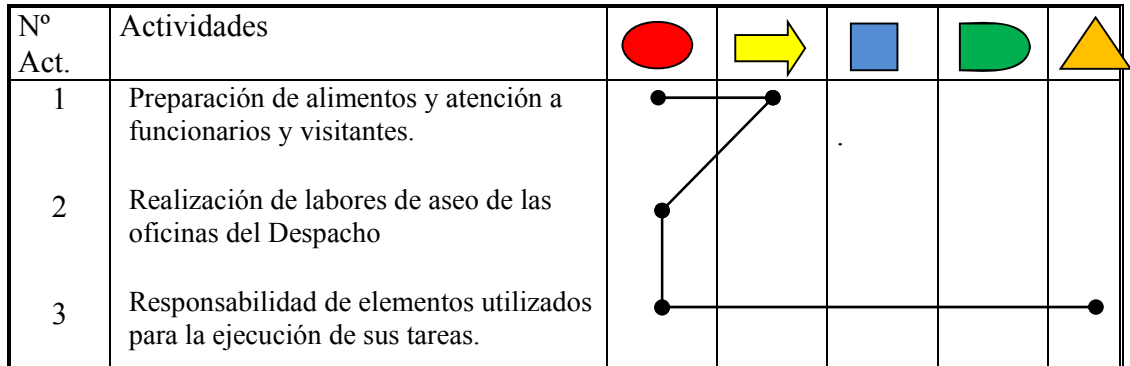 Nº
Act.
Actividades
1
Preparación de alimentos y atención a
funcionarios y visitantes.
2
Realización de labores de aseo de las
oficinas del Despacho
3
Responsabilidad de elementos utilizados
para la ejecución de sus tareas.